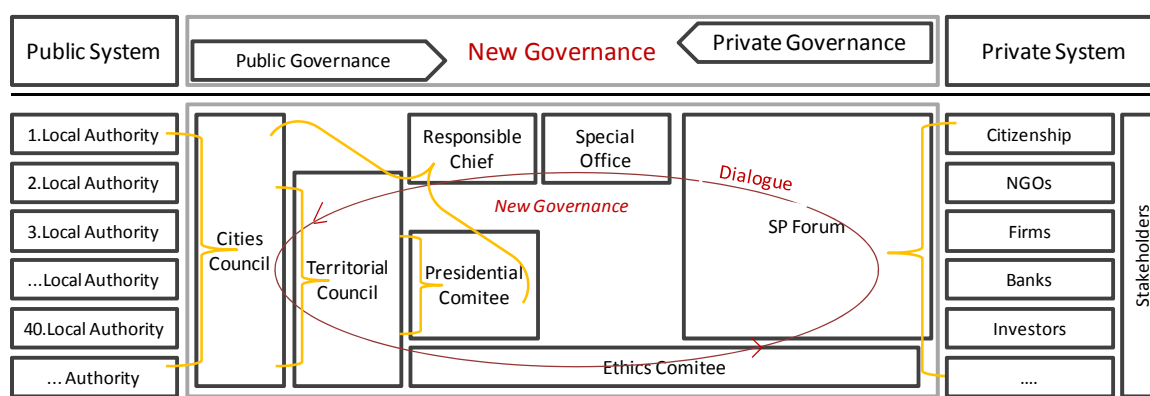 Public System
Public Governance
New Governance
Private Governance
Private System
1.Local Authority
2.Local Authority
3.Local Authority
...Local Authority
40.Local Authority
... Authority
Cities
Council
Territorial
Council
Responsible
Chief
Special
Office
Dialogue
New Governance
Presidential
Comitee
SP Forum
Ethics Comitee
Citizenship
NGOs
Firms
Banks
Investors
....
Stakeholders